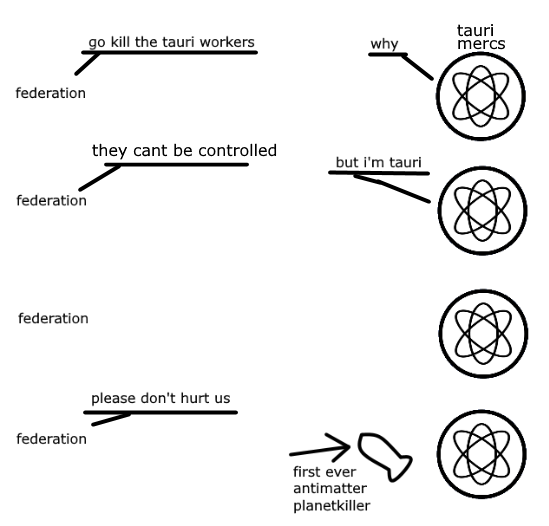 go kill the tauri workers
why
tauri
mercs
federation
they cant be controlled
but i'm tauri
federation
federation
please don't hurt us
federation
first ever
antimatter
planetkiller